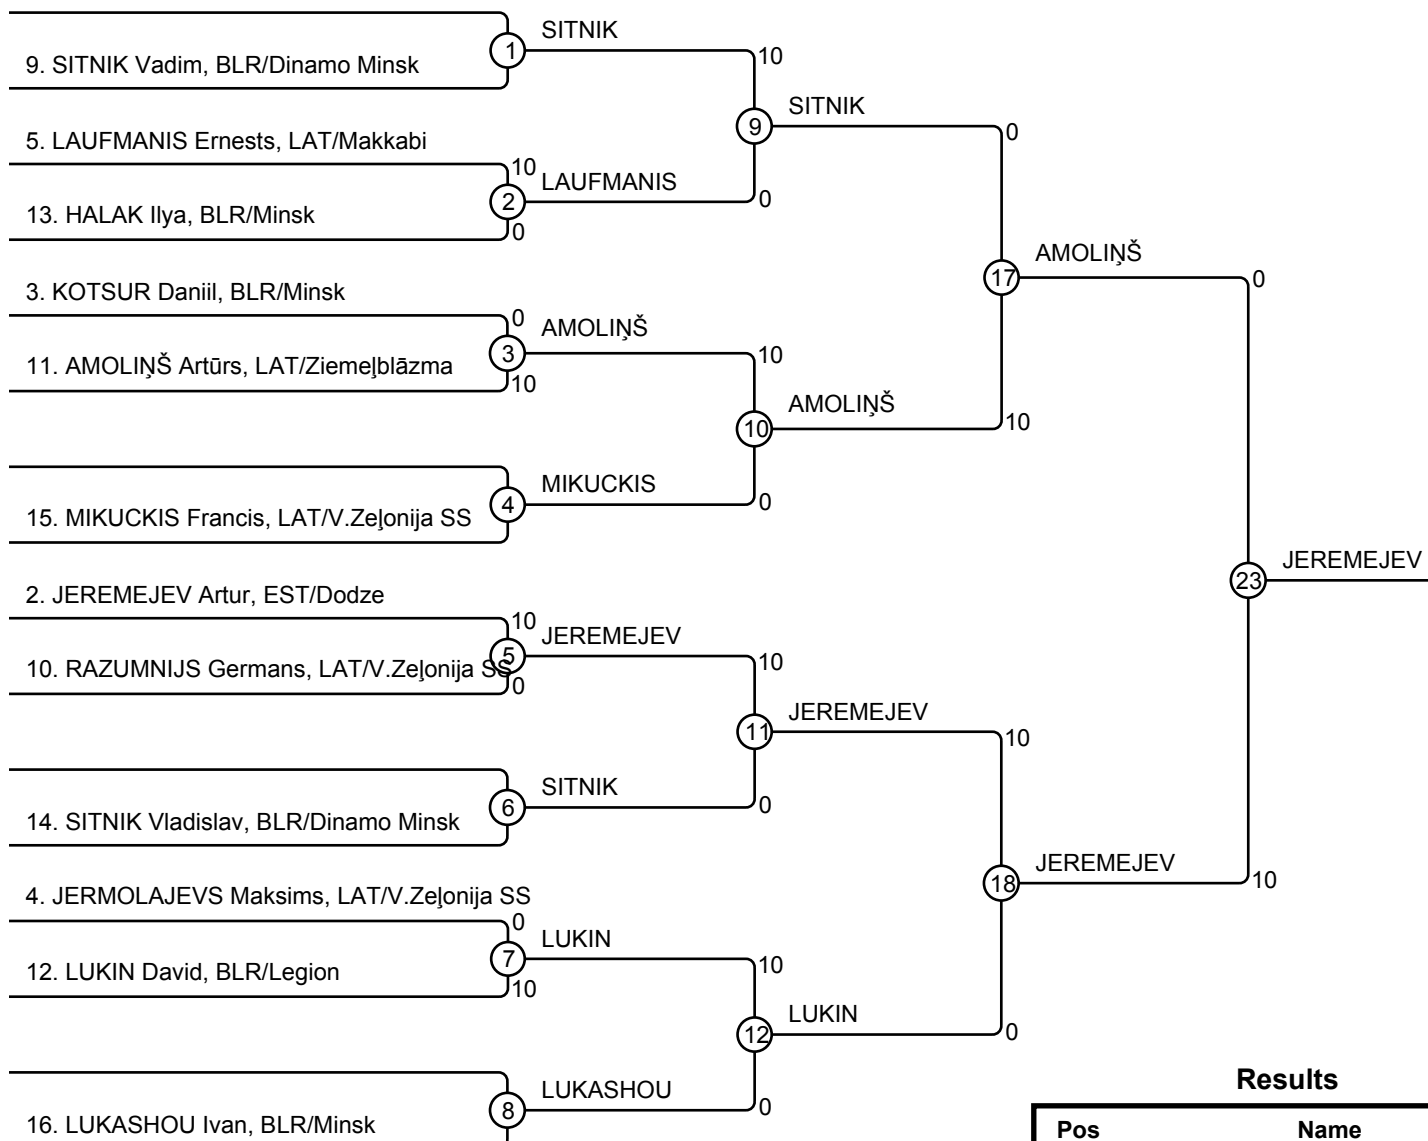 SITNIK
1
10
9. SITNIK Vadim, BLR/Dinamo Minsk
SITNIK
9
0
5. LAUFMANIS Ernests, LAT/Makkabi
10
LAUFMANIS
2
0
13. HALAK Ilya, BLR/Minsk
0
AMOLIŅŠ
17
0
3. KOTSUR Daniil, BLR/Minsk
0
AMOLIŅŠ
3
10
11. AMOLIŅŠ Artūrs, LAT/Ziemeļblāzma
10
AMOLIŅŠ
10
10
MIKUCKIS
4
0
15. MIKUCKIS Francis, LAT/V.Zeļonija SS
JEREMEJEV
23
2. JEREMEJEV Artur, EST/Dodze
10
JEREMEJEV
5
10
10. RAZUMNIJS Germans, LAT/V.Zeļonija SS
0
JEREMEJEV
11
10
SITNIK
6
0
14. SITNIK Vladislav, BLR/Dinamo Minsk
JEREMEJEV
18
10
4. JERMOLAJEVS Maksims, LAT/V.Zeļonija SS
0
LUKIN
7
10
12. LUKIN David, BLR/Legion
10
LUKIN
12
0
LUKASHOU
8
0
16. LUKASHOU Ivan, BLR/Minsk
Results
Pos Name